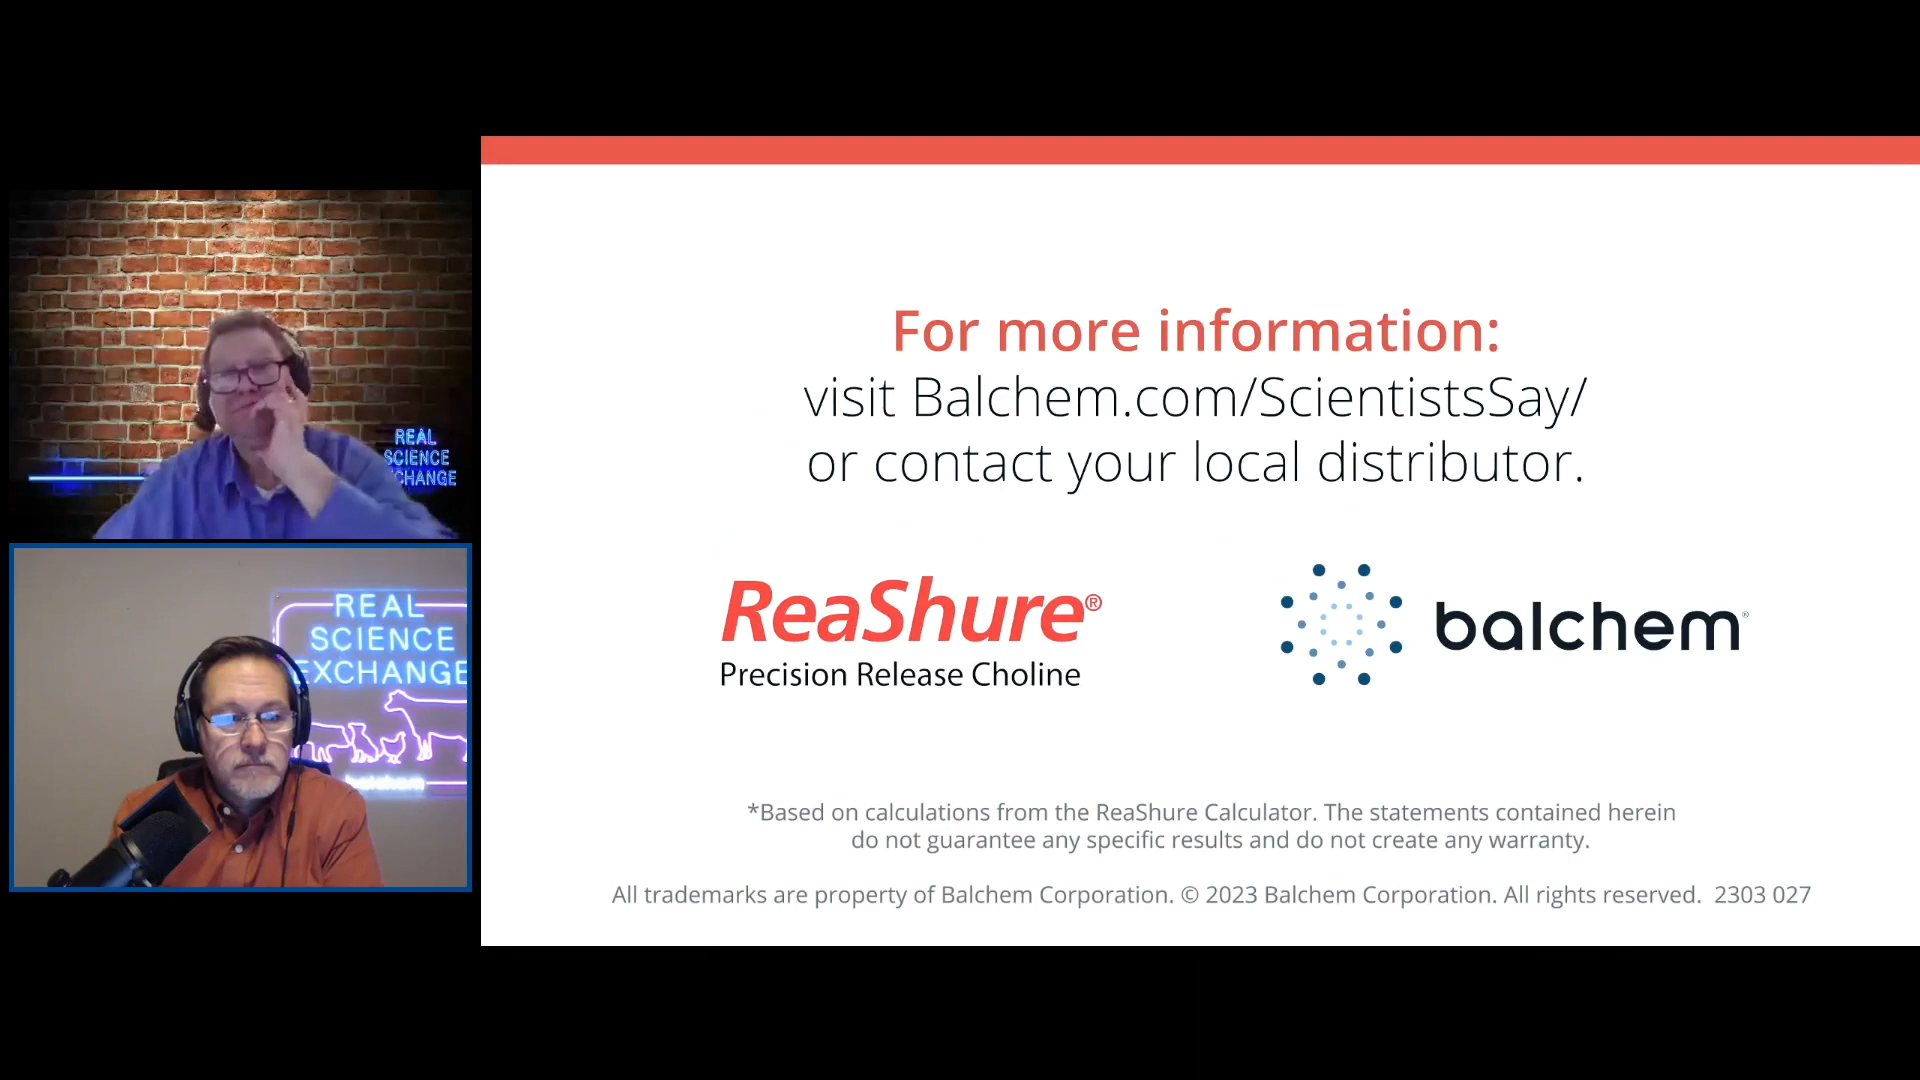 REAL
SCIENCE
CHANGE
REAL
SCIENCE
EXCHANGE
balchem
For more information:
visit Balchem.com/ScientistsSay/
or contact your local distributor.
ReaShure®
Precision Release Choline
balchem®
*Based on calculations from the ReaShure Calculator. The statements contained herein
do not guarantee any specific results and do not create any warranty.
All trademarks are property of Balchem Corporation. © 2023 Balchem Corporation. All rights reserved. 2303 027